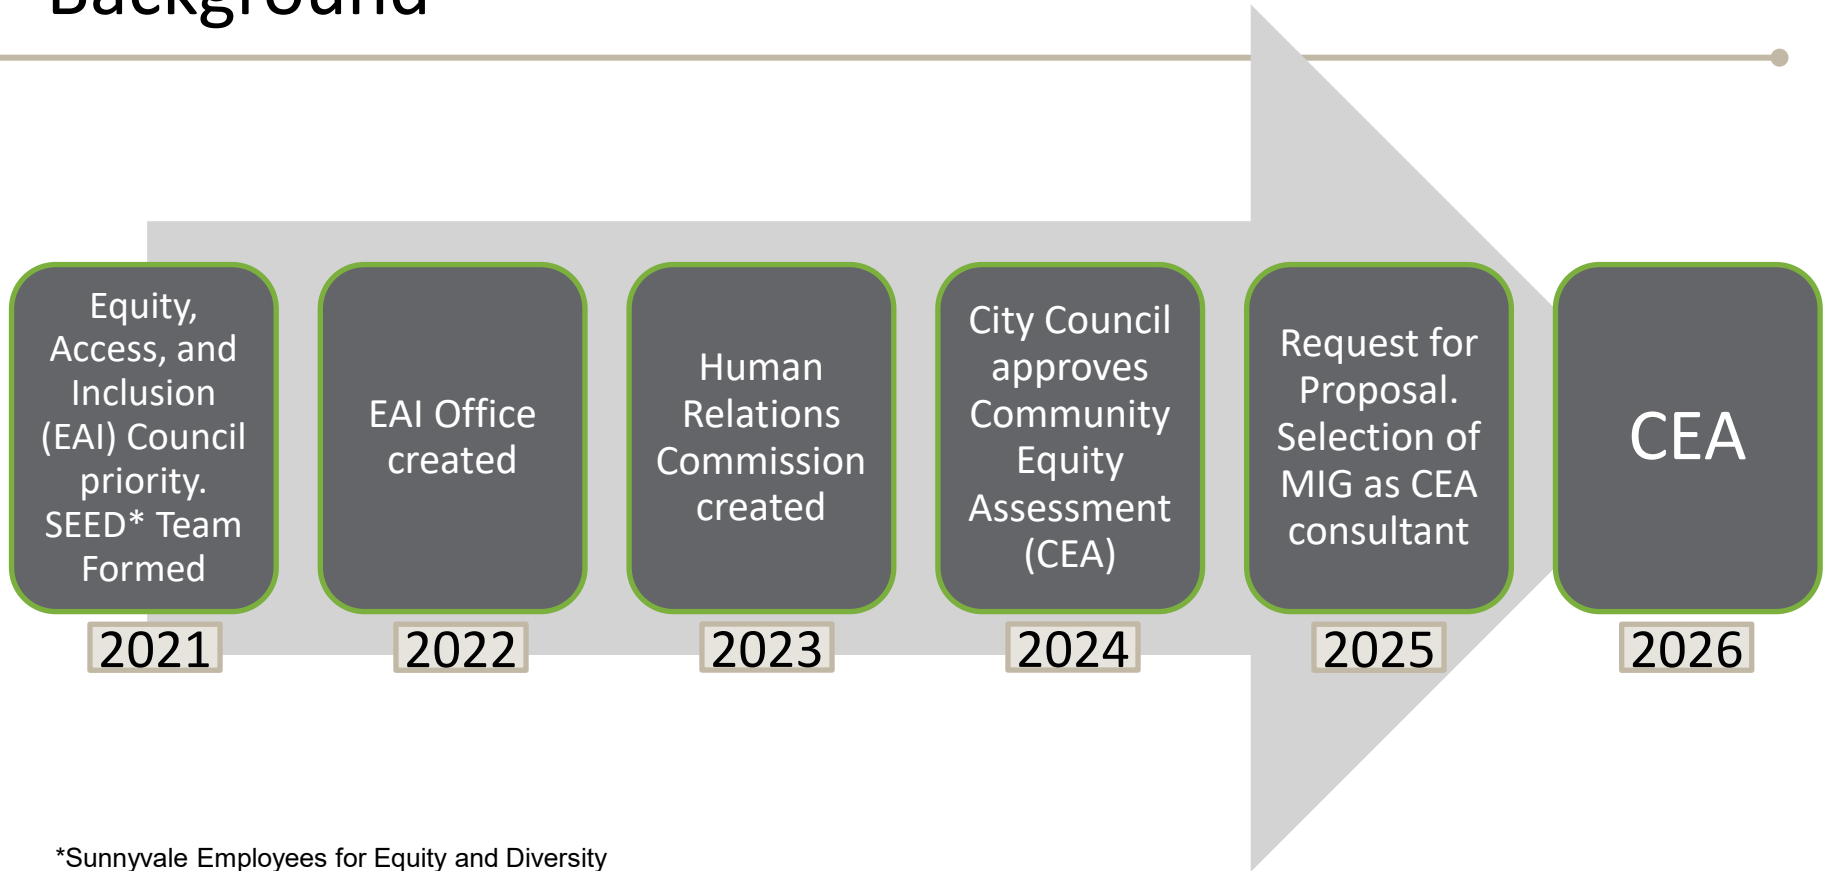 Background
Equity,
Access, and
Inclusion
(EAI) Council
priority.
SEED* Team
Formed
2021
EAI Office
created
2022
Human
Relations
Commission
created
2023
City Council
approves
Community
Equity
Assessment
(CEA)
2024
Request for
Proposal.
Selection of
MIG as CEA
consultant
2025
CEA
2026
*Sunnyvale Employees for Equity and Diversity